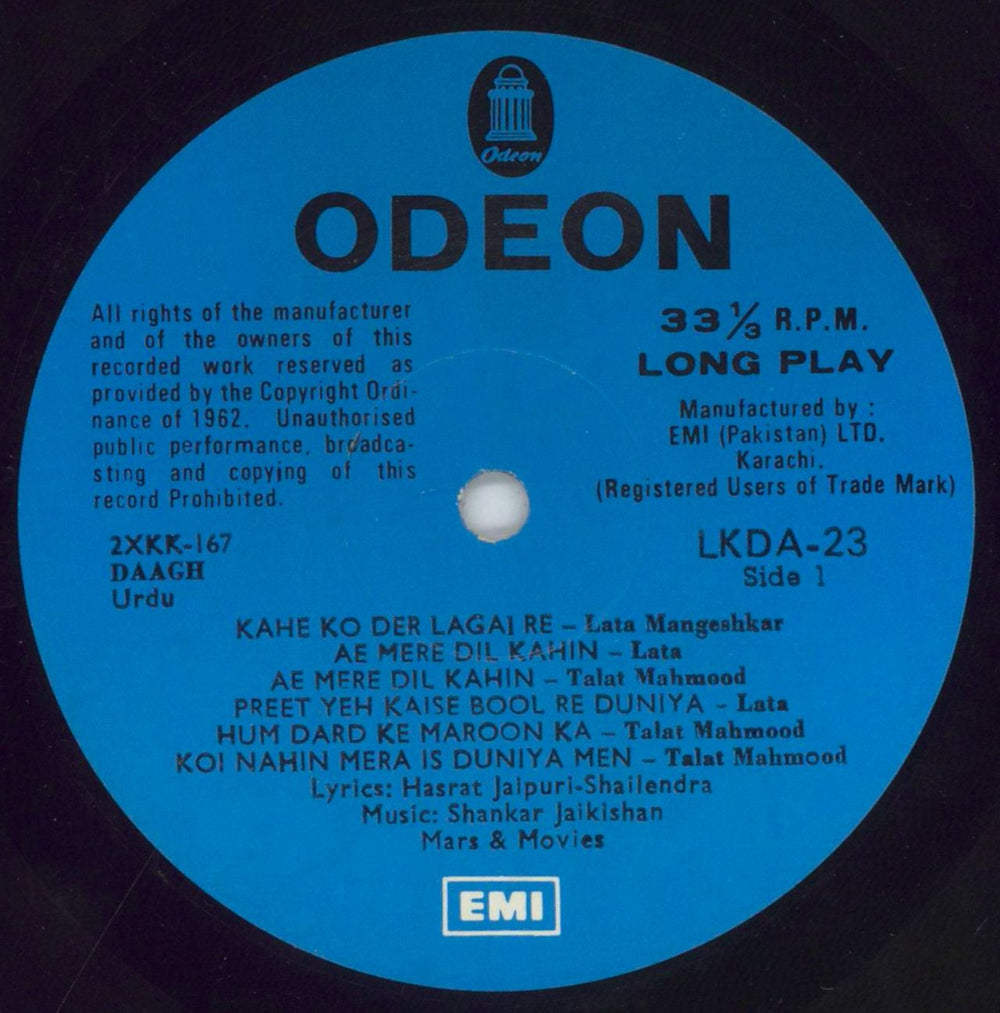 Odeon
ODEON
All rights of the manufacturer
and of the owners of this
recorded work reserved as
provided by the Copyright Ordi-
nance of 1962. Unauthorised
public performance, broadca-
sting and copying of this
record Prohibited.
33 ⅓ R.P.M.
LONG PLAY
Manufactured by :
EMI (Pakistan) LTD.
Karachi.
(Registered Users of Trade Mark)
2XKK-167
DAAGH
Urdu
LKDA-23
Side 1
KAHE KO DER LAGAI RE – Lata Mangeshkar
AE MERE DIL KAHIN – Lata
AE MERE DIL KAHIN – Talat Mahmood
PREET YEH KAISE BOOL RE DUNIYA – Lata
HUM DARD KE MAROON KA – Talat Mahmood
KOI NAHIN MERA IS DUNIYA MEN – Talat Mahmood
Lyrics: Hasrat Jaipuri-Shailendra
Music: Shankar Jaikishan
Mars & Movies
EMI